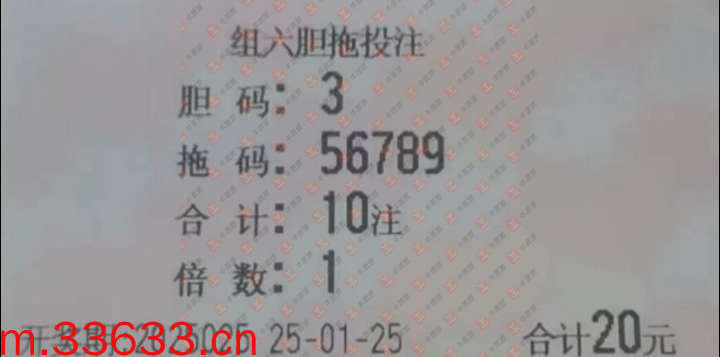 组六胆拖投注
胆 码: 3
拖 码: 56789
合 计: 10注
倍 数: 1
25-01-25 合计20元
m.33633.cn